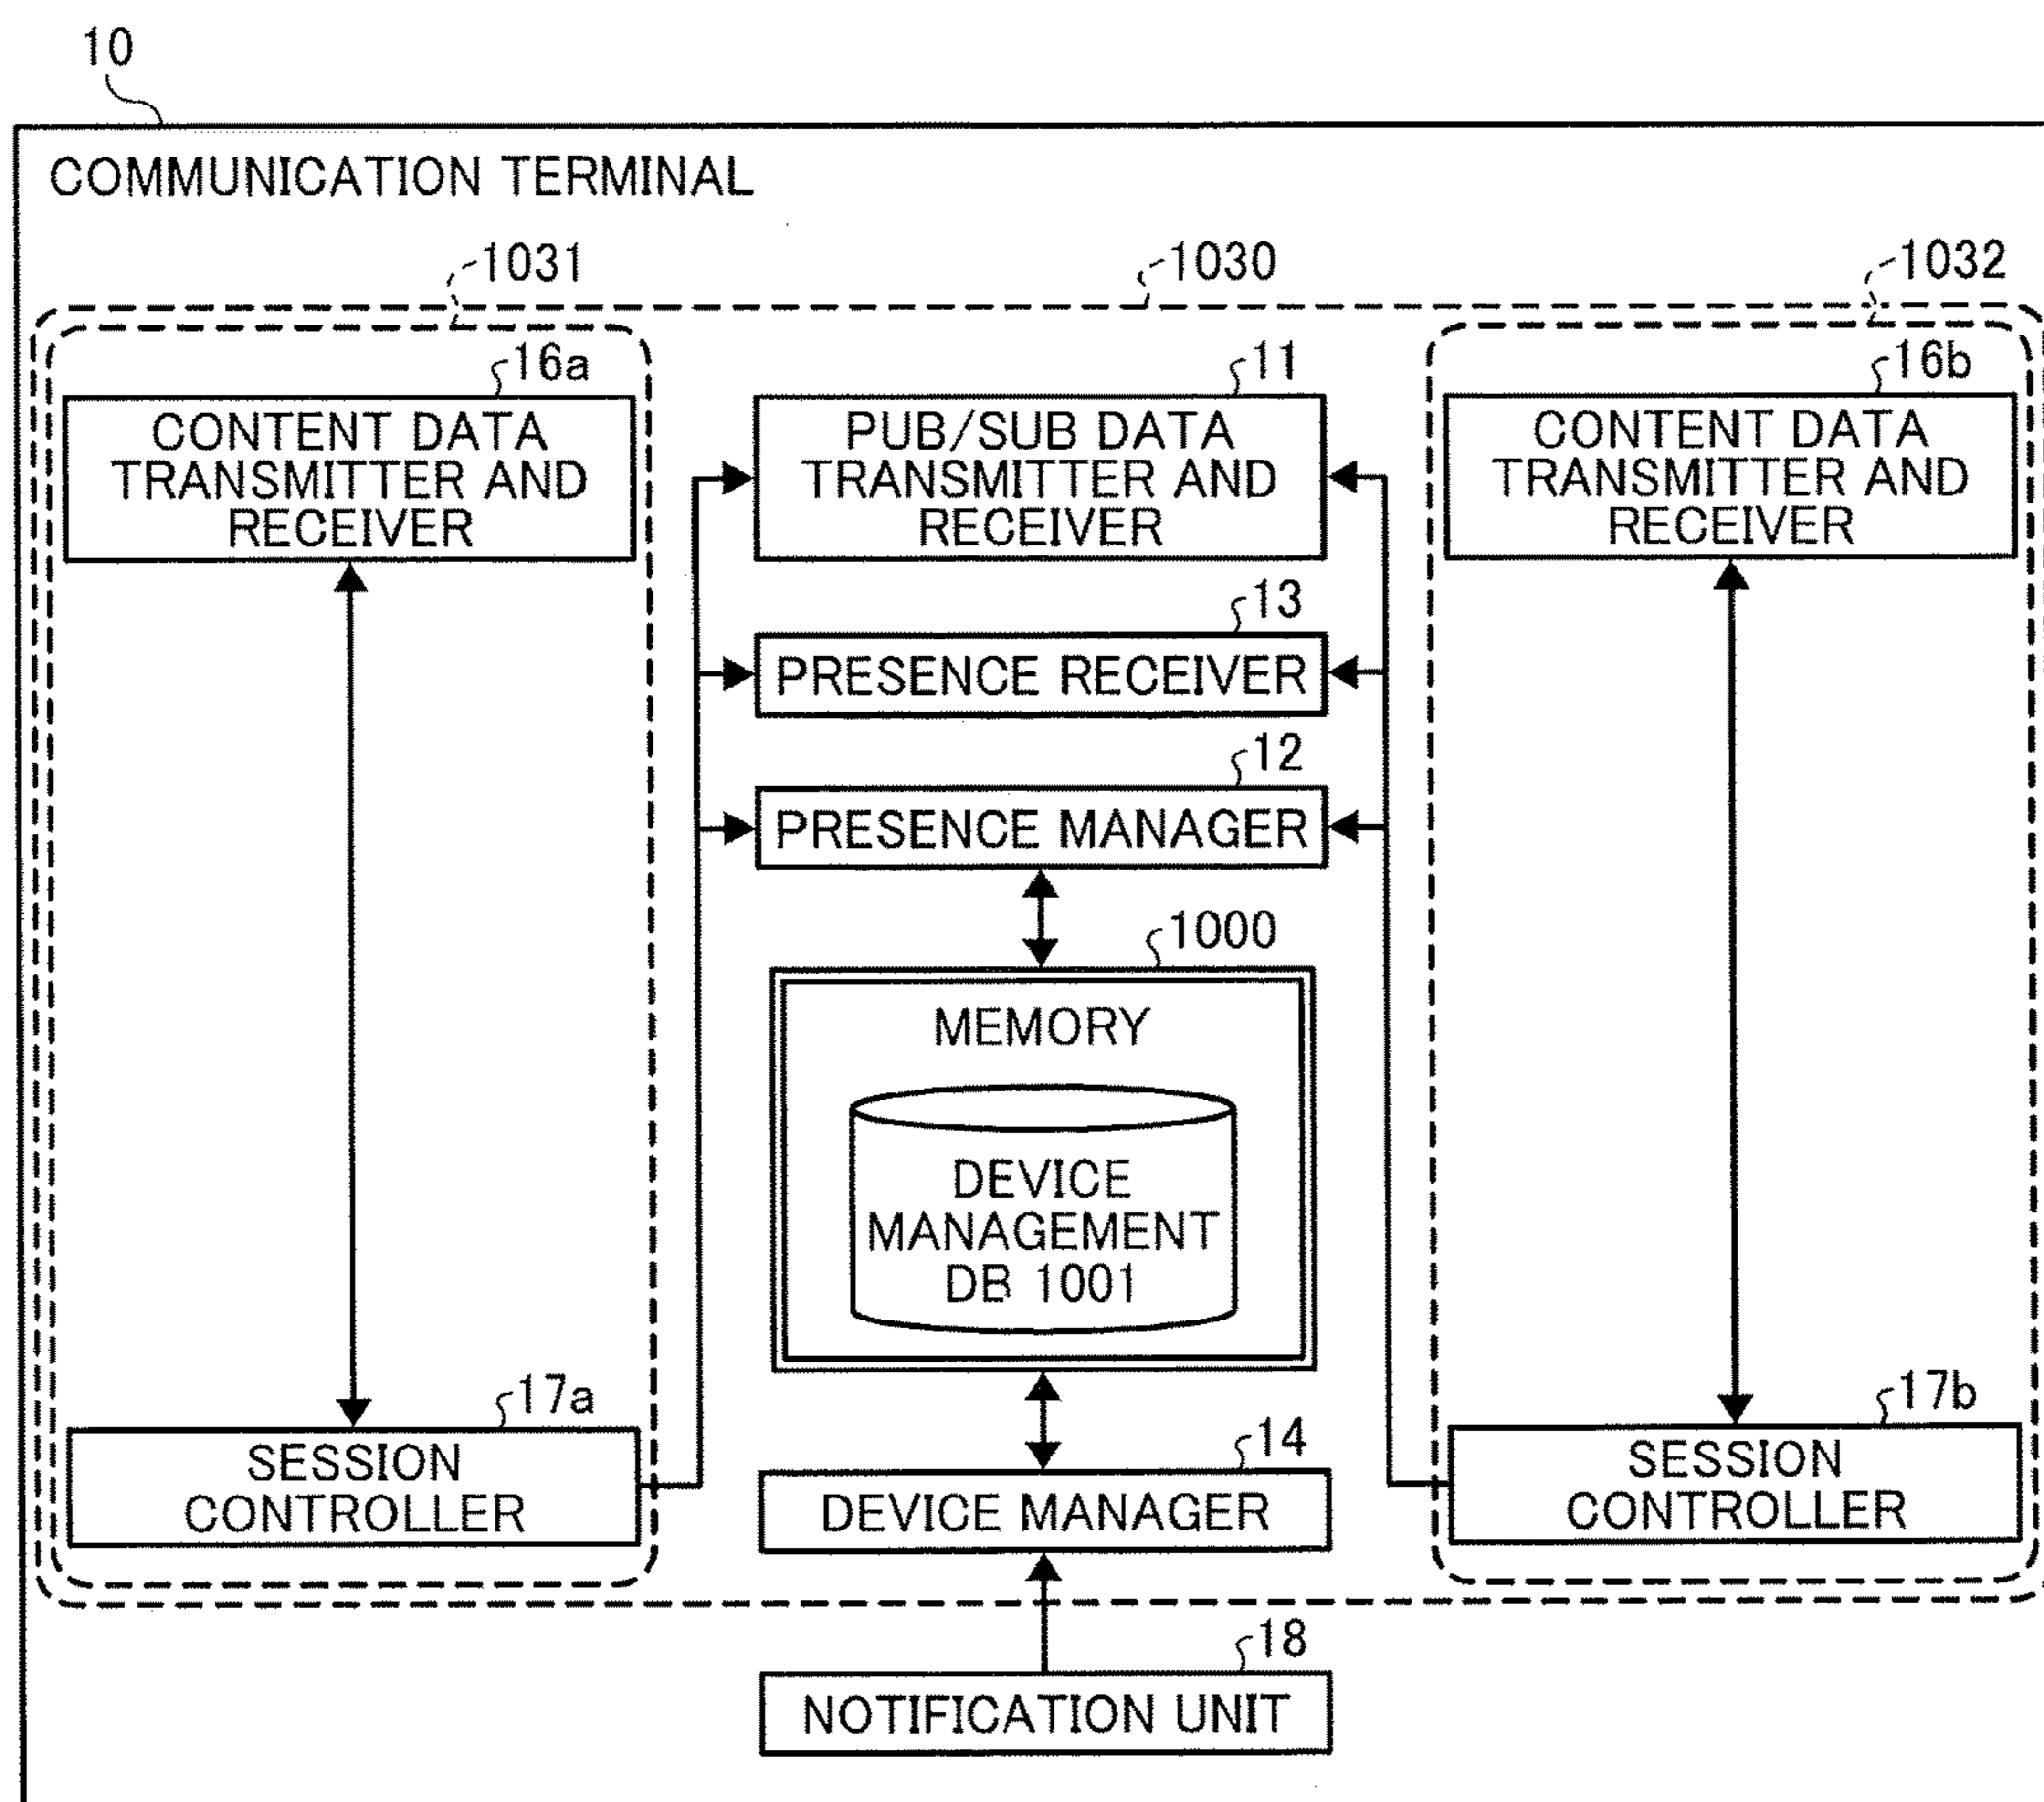 10
COMMUNICATION TERMINAL
1031
1030
1032
16a
11
16b
CONTENT DATA
TRANSMITTER AND
RECEIVER
PUB/SUB DATA
TRANSMITTER AND
RECEIVER
CONTENT DATA
TRANSMITTER AND
RECEIVER
13
PRESENCE RECEIVER
12
PRESENCE MANAGER
1000
MEMORY
DEVICE
MANAGEMENT
DB 1001
17a
17b
SESSION
CONTROLLER
14
DEVICE MANAGER
SESSION
CONTROLLER
18
NOTIFICATION UNIT